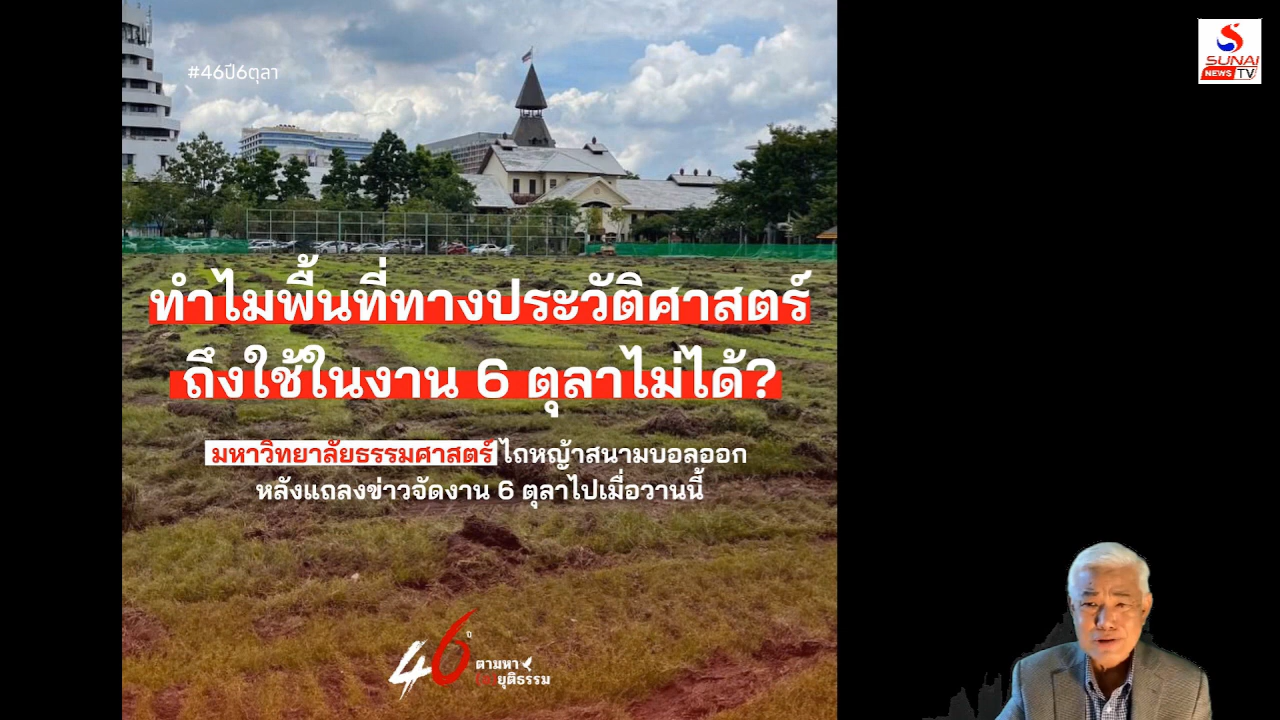 #46ปี6ตุลา
SUNAI
NEWS TV
ทำไมพื้นที่ทางประวัติศาสตร์
ถึงใช้ในงาน 6 ตุลาไม่ได้?
มหาวิทยาลัยธรรมศาสตร์ ไถหญ้าสนามบอลออก
หลังแถลงข่าวจัดงาน 6 ตุลาไปเมื่อวานนี้
46 ปี
ตามหา
ยุติธรรม